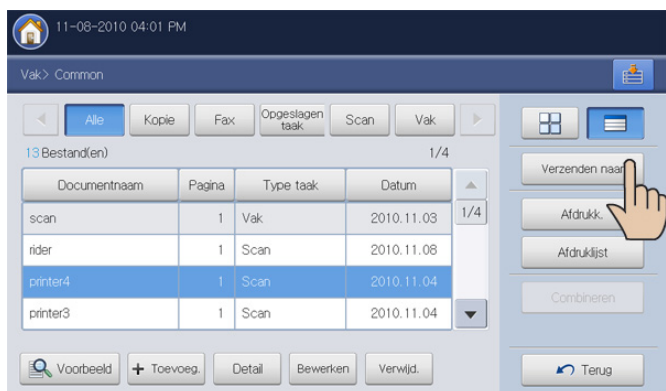 11-08-2010 04:01 PM
Vak> Common
Alle Kopie Fax Opgeslagen taak Scan Vak
13 Bestand(en) 1/4
Documentnaam Pagina Type taak Datum
scan 1 Vak 2010.11.03 1/4
rider 1 Scan 2010.11.08
printer4 1 Scan 2010.11.04
printer3 1 Scan 2010.11.04
Voorbeeld + Toevoeg. Detail Bewerken Verwijd.
Verzenden naar
Afdrukk.
Afdruklijst
Combineren
Terug